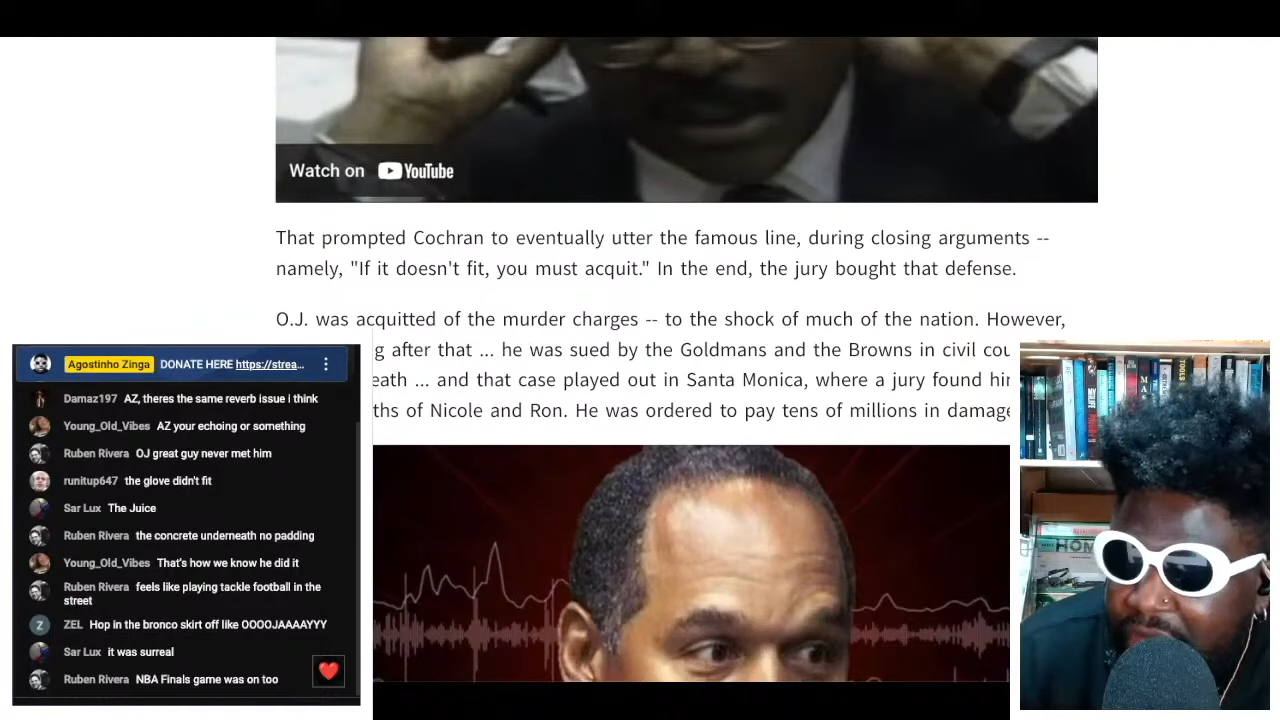 Watch on YouTube
That prompted Cochran to eventually utter the famous line, during closing arguments --
namely, "If it doesn't fit, you must acquit." In the end, the jury bought that defense.
O.J. was acquitted of the murder charges -- to the shock of much of the nation. However,
g after that ... he was sued by the Goldmans and the Browns in civil cou
eath ... and that case played out in Santa Monica, where a jury found hi
ths of Nicole and Ron. He was ordered to pay tens of millions in damage
Agostinho Zinga DONATE HERE https://strea...
Damaz197 AZ, theres the same reverb issue i think
Young_Old_Vibes AZ your echoing or something
Ruben Rivera OJ great guy never met him
runitup647 the glove didn't fit
Sar Lux The Juice
Ruben Rivera the concrete underneath no padding
Young_Old_Vibes That's how we know he did it
Ruben Rivera feels like playing tackle football in the
street
Z ZEL Hop in the bronco skirt off like OOOOJAAAAYYY
Sar Lux it was surreal
Ruben Rivera NBA Finals game was on too